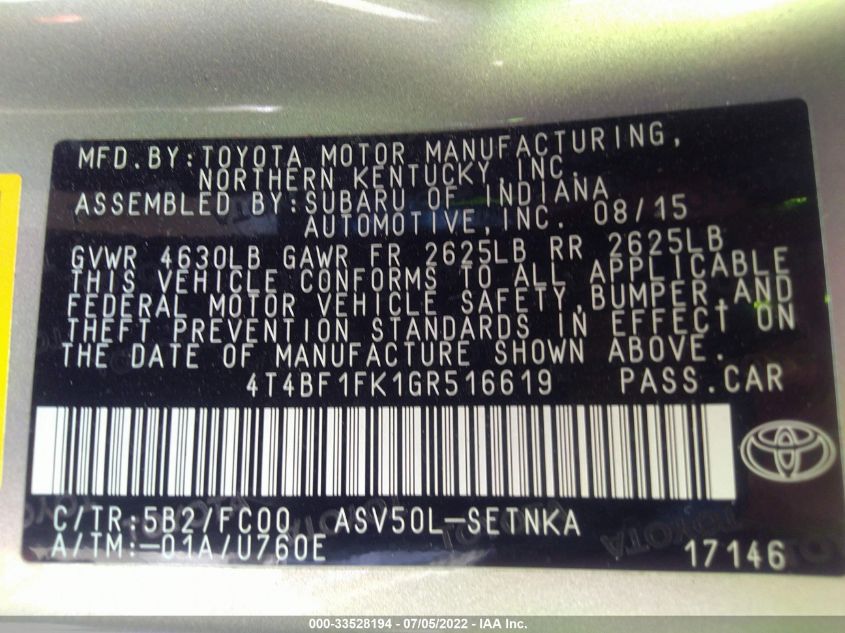 MFD.BY:TOYOTA MOTOR MANUFACTURING,
NORTHERN KENTUCKY,INC.
ASSEMBLED BY:SUBARU OF INDIANA
AUTOMOTIVE,INC. 08/15
GVWR 4630LB GAWR FR 2625LB RR 2625LB
THIS VEHICLE CONFORMS TO ALL APPLICABLE
FEDERAL MOTOR VEHICLE SAFETY,BUMPER,AND
THEFT PREVENTION STANDARDS IN EFFECT ON
THE DATE OF MANUFACTURE SHOWN ABOVE.
4T4BF1FK1GR516619 PASS.CAR
C/TR:5B2/FC00 ASV50L-SETNKA
A/TM:-01A/U760E 17146
TOYOTA
000-33528194 - 07/05/2022 - IAA Inc.